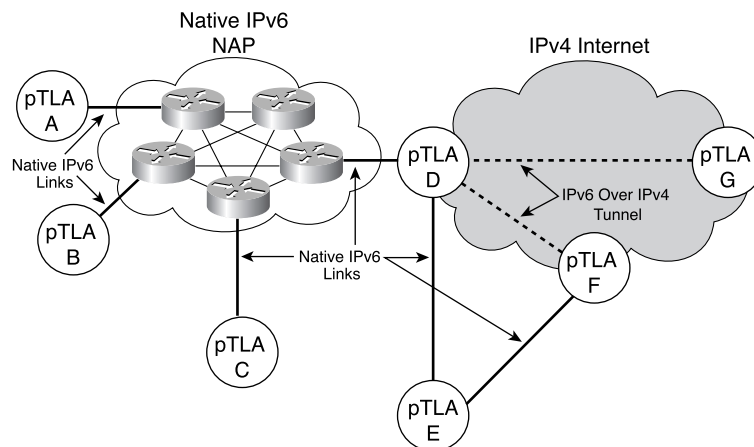 Native IPv6
NAP
IPv4 Internet
pTLA
A
Native IPv6
Links
pTLA
B
pTLA
C
Native IPv6
Links
pTLA
D
pTLA
G
IPv6 Over IPv4
Tunnel
pTLA
F
pTLA
E